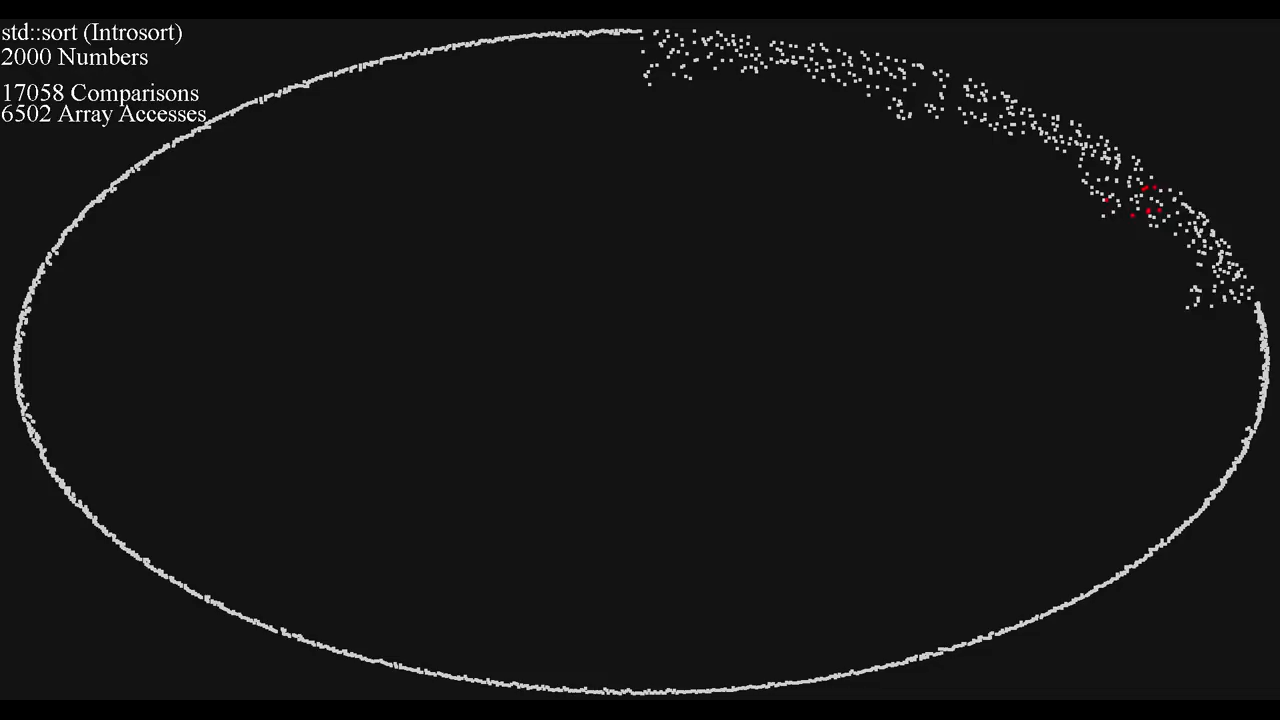 std::sort (Introsort)
2000 Numbers
17058 Comparisons
6502 Array Accesses